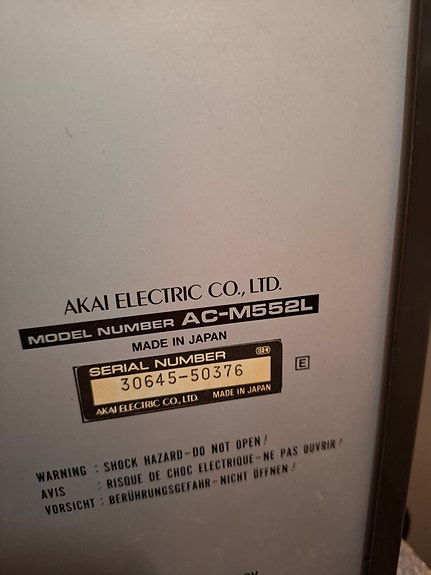 AKAI ELECTRIC CO., LTD.
MODEL NUMBER AC-M552L
MADE IN JAPAN
SERIAL NUMBER
30645-50376
AKAI ELECTRIC CO., LTD. MADE IN JAPAN
E
WARNING : SHOCK HAZARD-DO NOT OPEN!
AVIS : RISQUE DE CHOC ELECTRIQUE-NE PAS OUVRIR!
VORSICHT : BERÜHRUNGSGEFAHR-NICHT ÖFFNEN!